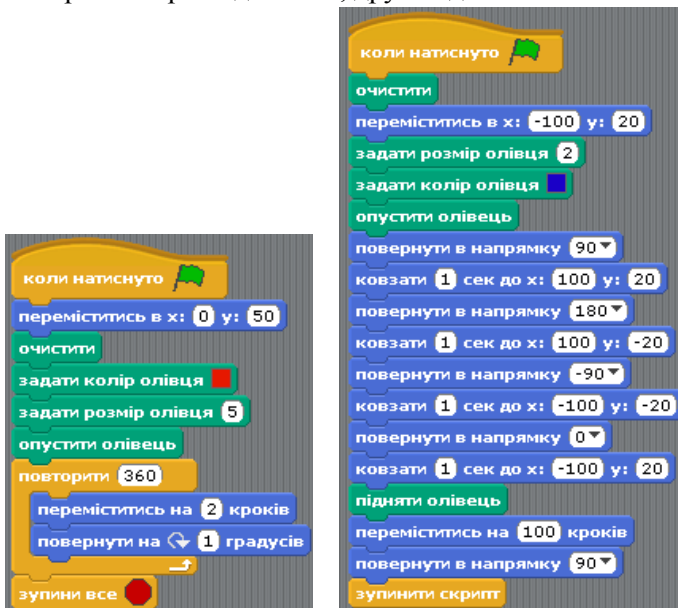 коли натиснуто
переміститись в x: 0 y: 50
очистити
задати колір олівця
задати розмір олівця 5
опустити олівець
повторити 360
переміститись на 2 кроків
повернути на 1 градусів
зупини все
коли натиснуто
очистити
переміститись в x: -100 y: 20
задати розмір олівця 2
задати колір олівця
опустити олівець
повернути в напрямку 90
ковзати 1 сек до x: 100 y: 20
повернути в напрямку 180
ковзати 1 сек до x: 100 y: -20
повернути в напрямку -90
ковзати 1 сек до x: -100 y: -20
повернути в напрямку 0
ковзати 1 сек до x: -100 y: 20
підняти олівець
переміститись на 100 кроків
повернути в напрямку 90
зупинити скрипт